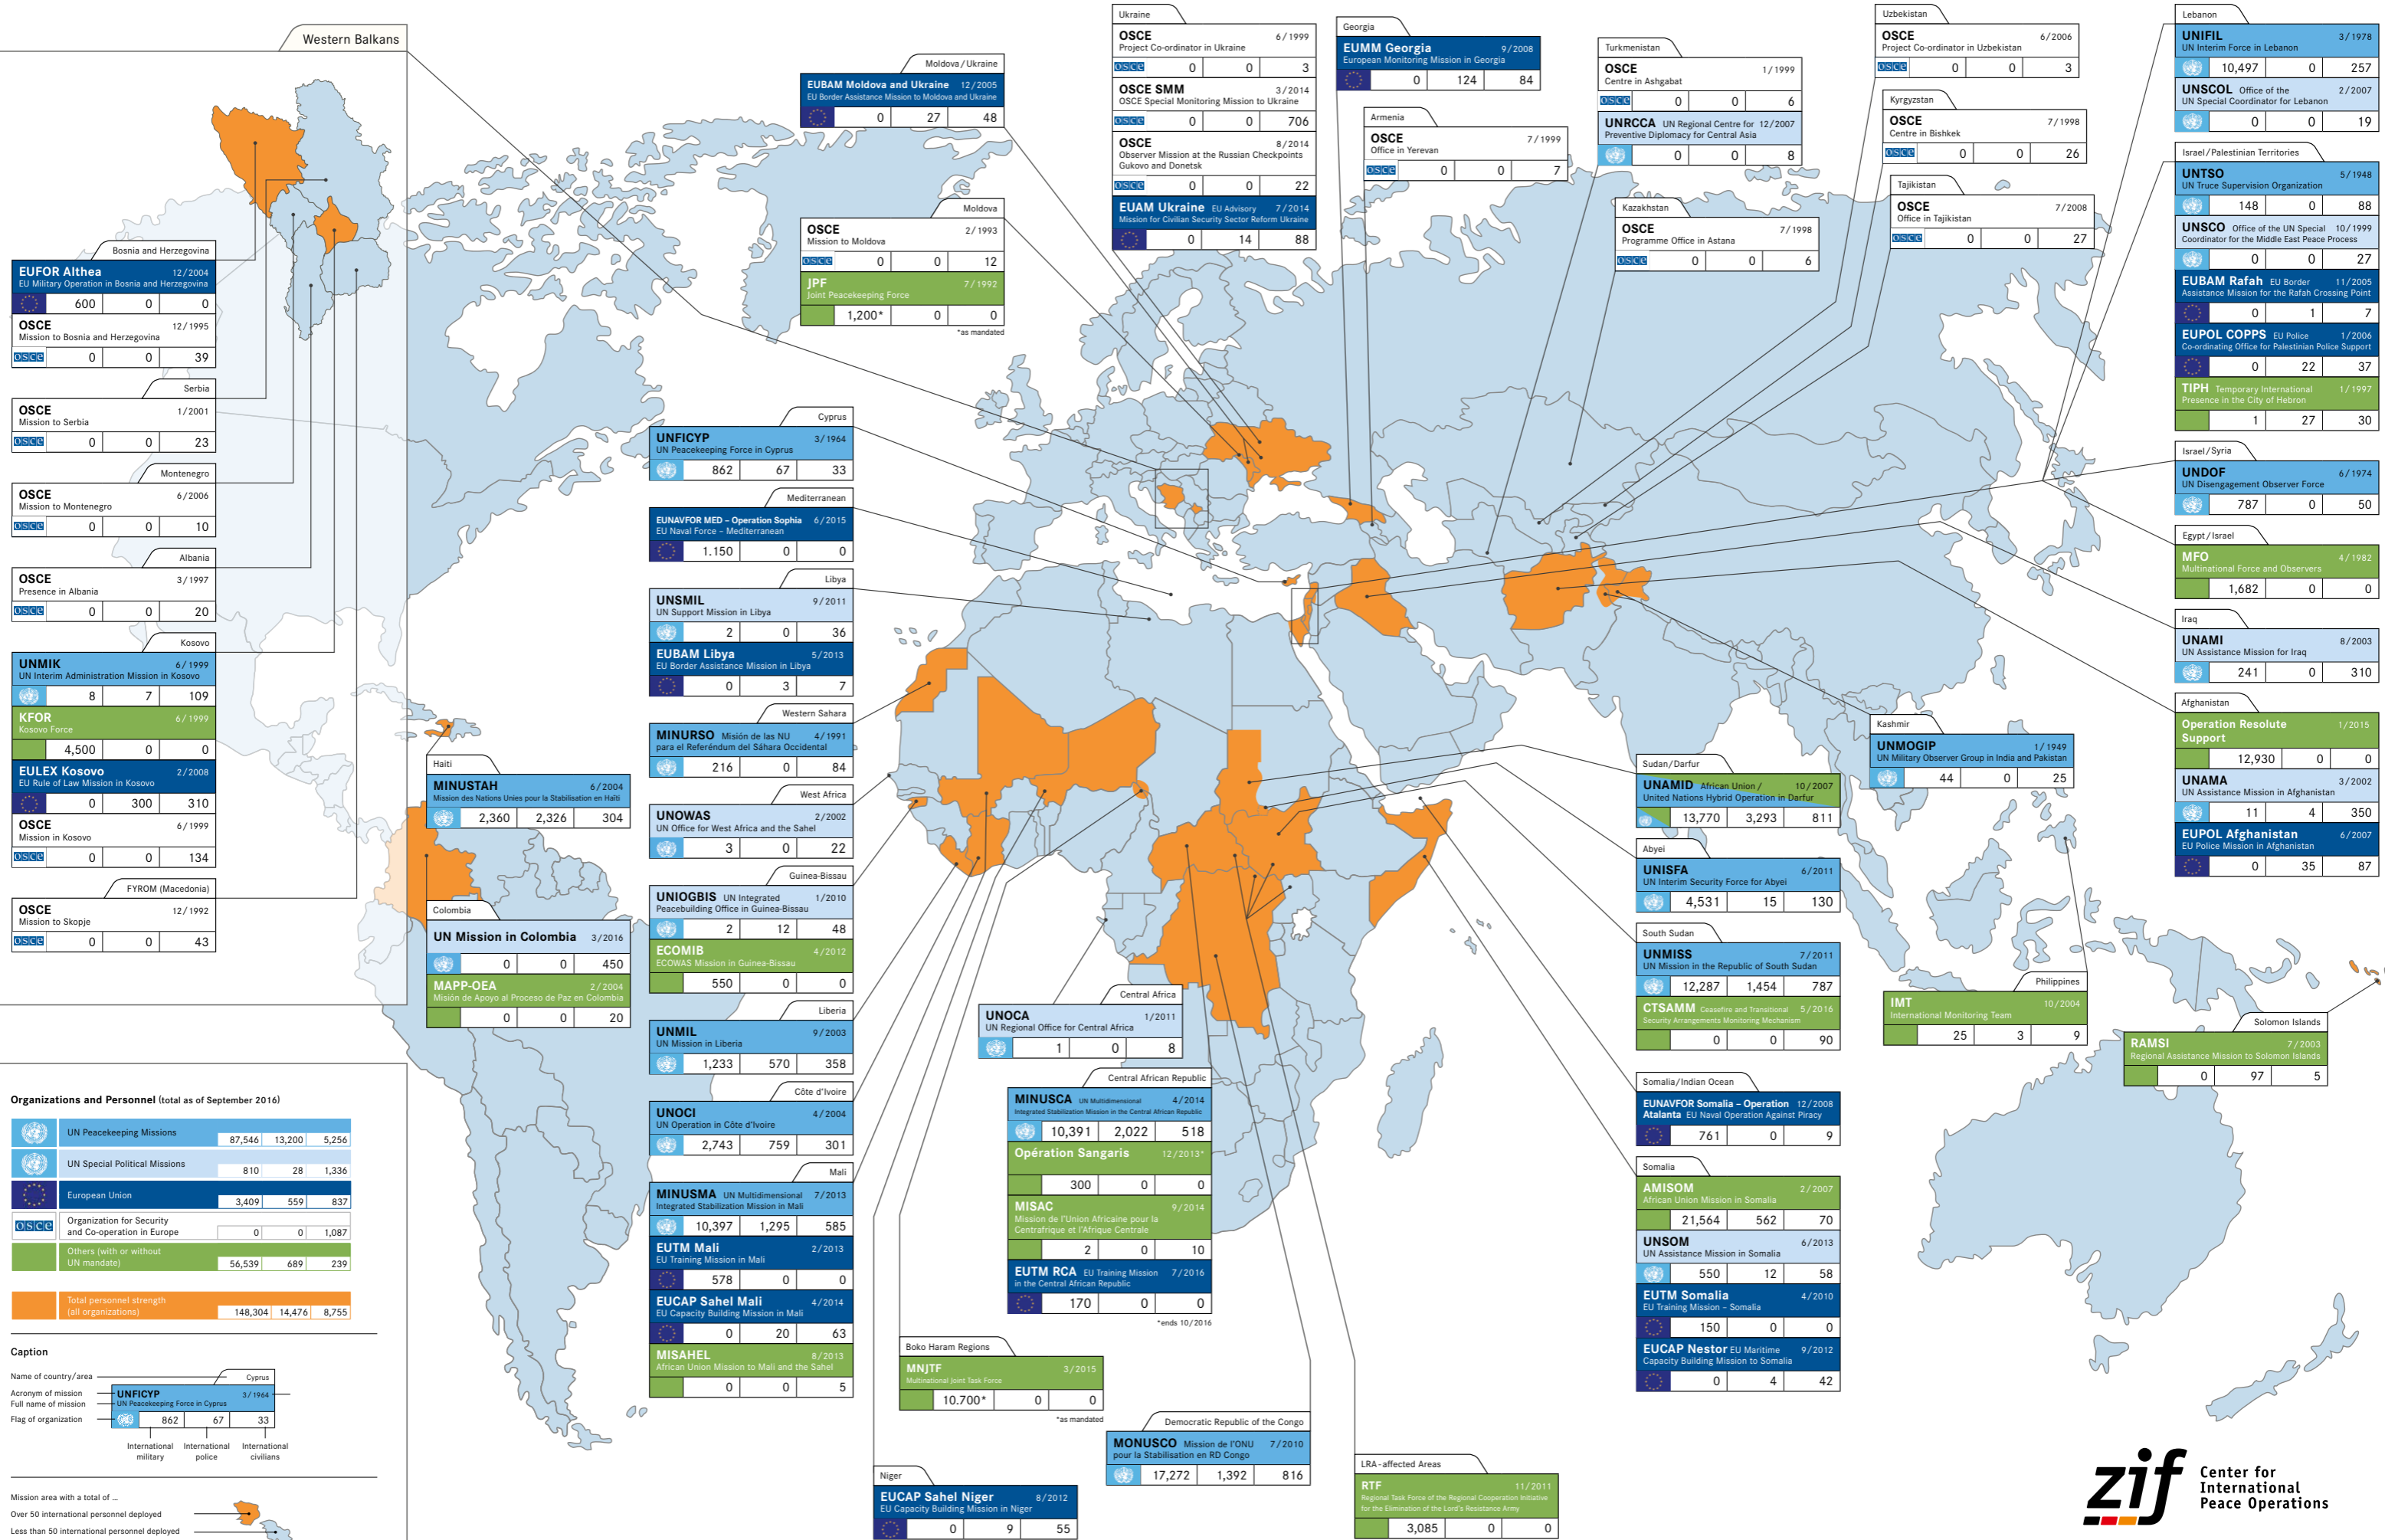 Western Balkans
Bosnia and Herzegovina
EUFOR Althea 12/2004
EU Military Operation in Bosnia and Herzegovina
600 0 0
OSCE 12/1995
Mission to Bosnia and Herzegovina
osce 0 0 39
Serbia
OSCE 1/2001
Mission to Serbia
osce 0 0 23
Montenegro
OSCE 6/2006
Mission to Montenegro
osce 0 0 10
Albania
OSCE 3/1997
Presence in Albania
osce 0 0 20
Kosovo
UNMIK 6/1999
UN Interim Administration Mission in Kosovo
8 7 109
KFOR 6/1999
Kosovo Force
4,500 0 0
EULEX Kosovo 2/2008
EU Rule of Law Mission in Kosovo
0 300 310
OSCE 6/1999
Mission in Kosovo
osce 0 0 134
FYROM (Macedonia)
OSCE 12/1992
Mission to Skopje
osce 0 0 43
Moldova/Ukraine
EUBAM Moldova and Ukraine 12/2005
EU Border Assistance Mission to Moldova and Ukraine
0 27 48
Moldova
OSCE 2/1993
Mission to Moldova
osce 0 0 12
JPF 7/1992
Joint Peacekeeping Force
1,200* 0 0
*as mandated
Ukraine
OSCE 6/1999
Project Co-ordinator in Ukraine
osce 0 0 3
OSCE SMM 3/2014
OSCE Special Monitoring Mission to Ukraine
osce 0 0 706
OSCE 8/2014
Observer Mission at the Russian Checkpoints
Gukovo and Donetsk
osce 0 0 22
EUAM Ukraine EU Advisory 7/2014
Mission for Civilian Security Sector Reform Ukraine
0 14 88
Georgia
EUMM Georgia 9/2008
European Monitoring Mission in Georgia
0 124 84
Armenia
OSCE 7/1999
Office in Yerevan
osce 0 0 7
Turkmenistan
OSCE 1/1999
Centre in Ashgabat
osce 0 0 6
UNRCCA UN Regional Centre for 12/2007
Preventive Diplomacy for Central Asia
0 0 8
Kazakhstan
OSCE 7/1998
Programme Office in Astana
osce 0 0 6
Uzbekistan
OSCE 6/2006
Project Co-ordinator in Uzbekistan
osce 0 0 3
Kyrgyzstan
OSCE 7/1998
Centre in Bishkek
osce 0 0 26
Tajikistan
OSCE 7/2008
Office in Tajikistan
osce 0 0 27
Lebanon
UNIFIL 3/1978
UN Interim Force in Lebanon
10,497 0 257
UNSCOL Office of the 2/2007
UN Special Coordinator for Lebanon
0 0 19
Israel/Palestinian Territories
UNTSO 5/1948
UN Truce Supervision Organization
148 0 88
UNSCO Office of the UN Special 10/1999
Coordinator for the Middle East Peace Process
0 0 27
EUBAM Rafah EU Border 11/2005
Assistance Mission for the Rafah Crossing Point
0 1 7
EUPOL COPPS EU Police 1/2006
Co-ordinating Office for Palestinian Police Support
0 22 37
TIPH Temporary International 1/1997
Presence in the City of Hebron
1 27 30
Israel/Syria
UNDOF 6/1974
UN Disengagement Observer Force
787 0 50
Egypt/Israel
MFO 4/1982
Multinational Force and Observers
1,682 0 0
Iraq
UNAMI 8/2003
UN Assistance Mission for Iraq
241 0 310
Afghanistan
Operation Resolute 1/2015
Support
12,930 0 0
UNAMA 3/2002
UN Assistance Mission in Afghanistan
11 4 350
EUPOL Afghanistan 6/2007
EU Police Mission in Afghanistan
0 35 87
Cyprus
UNFICYP 3/1964
UN Peacekeeping Force in Cyprus
862 67 33
Mediterranean
EUNAVFOR MED – Operation Sophia 6/2015
EU Naval Force – Mediterranean
1.150 0 0
Libya
UNSMIL 9/2011
UN Support Mission in Libya
2 0 36
EUBAM Libya 5/2013
EU Border Assistance Mission in Libya
0 3 7
Western Sahara
MINURSO Misión de las NU 4/1991
para el Referéndum del Sáhara Occidental
216 0 84
West Africa
UNOWAS 2/2002
UN Office for West Africa and the Sahel
3 0 22
Guinea-Bissau
UNIOGBIS UN Integrated 1/2010
Peacebuilding Office in Guinea-Bissau
2 12 48
ECOMIB 4/2012
ECOWAS Mission in Guinea-Bissau
550 0 0
Liberia
UNMIL 9/2003
UN Mission in Liberia
1,233 570 358
Côte d'Ivoire
UNOCI 4/2004
UN Operation in Côte d'Ivoire
2,743 759 301
Mali
MINUSMA UN Multidimensional 7/2013
Integrated Stabilization Mission in Mali
10,397 1,295 585
EUTM Mali 2/2013
EU Training Mission in Mali
578 0 0
EUCAP Sahel Mali 4/2014
EU Capacity Building Mission in Mali
0 20 63
MISAHEL 8/2013
African Union Mission to Mali and the Sahel
0 0 5
Haiti
MINUSTAH 6/2004
Mission des Nations Unies pour la Stabilisation en Haïti
2,360 2,326 304
Colombia
UN Mission in Colombia 3/2016
0 0 450
MAPP-OEA 2/2004
Misión de Apoyo al Proceso de Paz en Colombia
0 0 20
Central Africa
UNOCA 1/2011
UN Regional Office for Central Africa
1 0 8
Central African Republic
MINUSCA UN Multidimensional 4/2014
Integrated Stabilization Mission in the Central African Republic
10,391 2,022 518
Opération Sangaris 12/2013*
300 0 0
MISAC 9/2014
Mission de l'Union Africaine pour la
Centrafrique et l'Afrique Centrale
2 0 10
EUTM RCA EU Training Mission 7/2016
in the Central African Republic
170 0 0
*ends 10/2016
Boko Haram Regions
MNJTF 3/2015
Multinational Joint Task Force
10.700* 0 0
*as mandated
Democratic Republic of the Congo
MONUSCO Mission de l'ONU 7/2010
pour la Stabilisation en RD Congo
17,272 1,392 816
Niger
EUCAP Sahel Niger 8/2012
EU Capacity Building Mission in Niger
0 9 55
LRA-affected Areas
RTF 11/2011
Regional Task Force of the Regional Cooperation Initiative
for the Elimination of the Lord's Resistance Army
3,085 0 0
Kashmir
UNMOGIP 1/1949
UN Military Observer Group in India and Pakistan
44 0 25
Sudan/Darfur
UNAMID African Union / 10/2007
United Nations Hybrid Operation in Darfur
13,770 3,293 811
Abyei
UNISFA 6/2011
UN Interim Security Force for Abyei
4,531 15 130
South Sudan
UNMISS 7/2011
UN Mission in the Republic of South Sudan
12,287 1,454 787
CTSAMM Ceasefire and Transitional 5/2016
Security Arrangements Monitoring Mechanism
0 0 90
Somalia/Indian Ocean
EUNAVFOR Somalia – Operation 12/2008
Atalanta EU Naval Operation Against Piracy
761 0 9
Somalia
AMISOM 2/2007
African Union Mission in Somalia
21,564 562 70
UNSOM 6/2013
UN Assistance Mission in Somalia
550 12 58
EUTM Somalia 4/2010
EU Training Mission – Somalia
150 0 0
EUCAP Nestor EU Maritime 9/2012
Capacity Building Mission to Somalia
0 4 42
Philippines
IMT 10/2004
International Monitoring Team
25 3 9
Solomon Islands
RAMSI 7/2003
Regional Assistance Mission to Solomon Islands
0 97 5
Organizations and Personnel (total as of September 2016)
UN Peacekeeping Missions 87,546 13,200 5,256
UN Special Political Missions 810 28 1,336
European Union 3,409 559 837
osce Organization for Security
and Co-operation in Europe 0 0 1,087
Others (with or without
UN mandate) 56,539 689 239
Total personnel strength
(all organizations) 148,304 14,476 8,755
Caption
Name of country/area Cyprus
Acronym of mission UNFICYP 3/1964
Full name of mission UN Peacekeeping Force in Cyprus
Flag of organization 862 67 33
International International International
military police civilians
Mission area with a total of ...
Over 50 international personnel deployed
Less than 50 international personnel deployed
zif Center for
International
Peace Operations